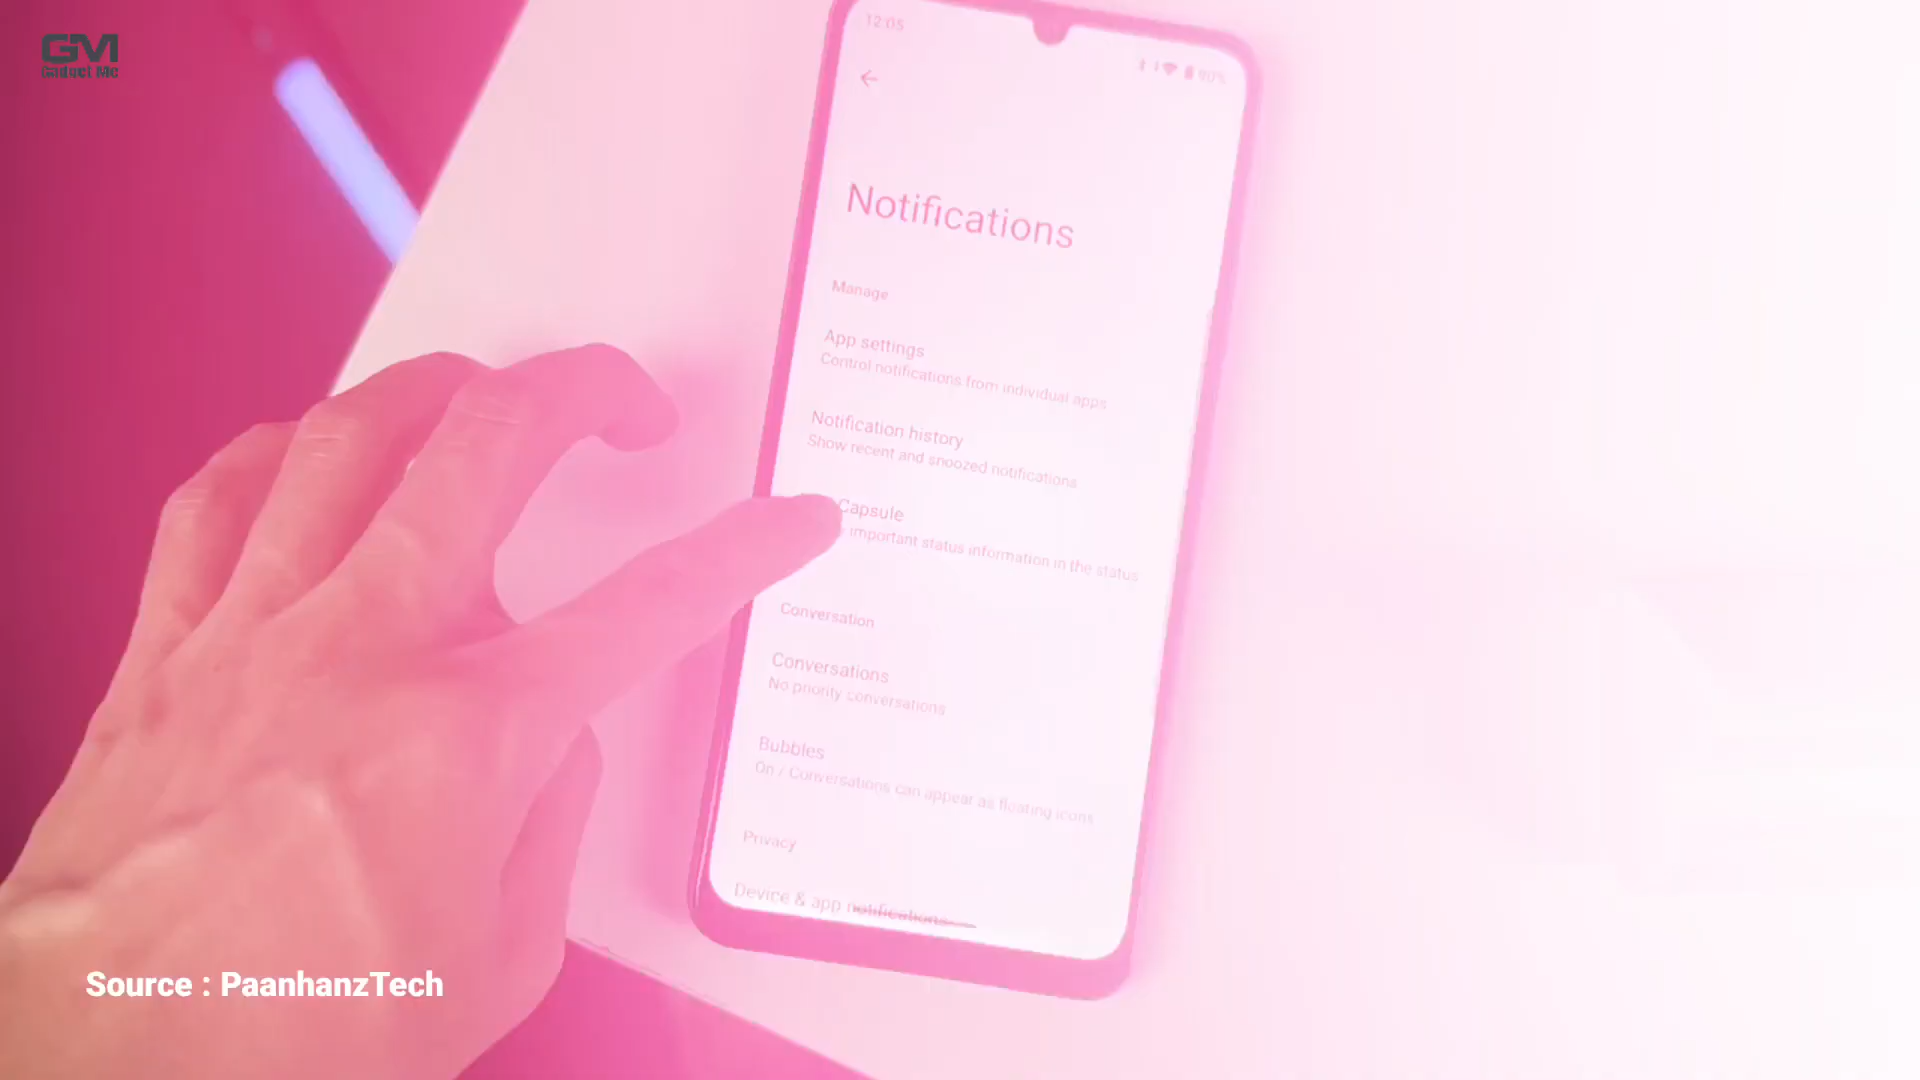 GM
Gadget Me
12:05
90%
Notifications
Manage
App settings
Control notifications from individual apps
Notification history
Show recent and snoozed notifications
Capsule
important status information in the status
Conversation
Conversations
No priority conversations
Bubbles
On / Conversations can appear as floating icons
Privacy
Device & app notifications
Source : PaanhanzTech